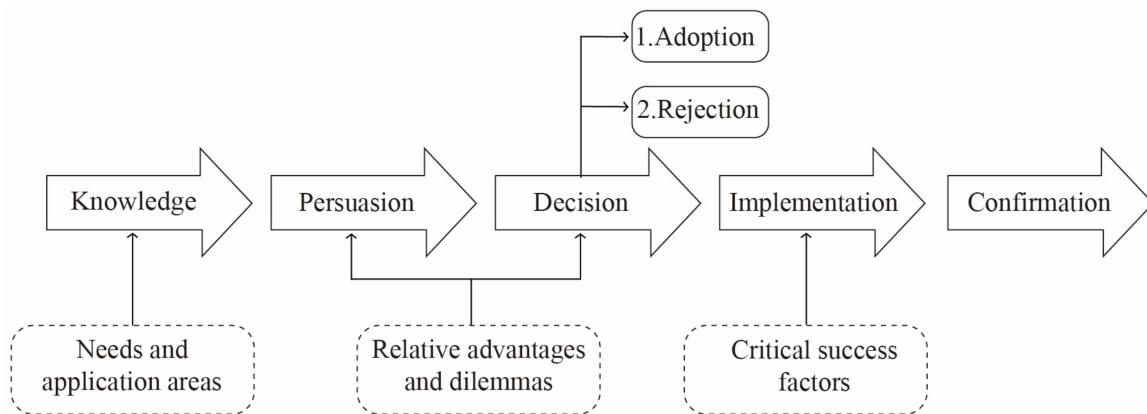 1.Adoption
2.Rejection
Knowledge
Persuasion
Decision
Implementation
Confirmation
Needs and
application areas
Relative advantages
and dilemmas
Critical success
factors